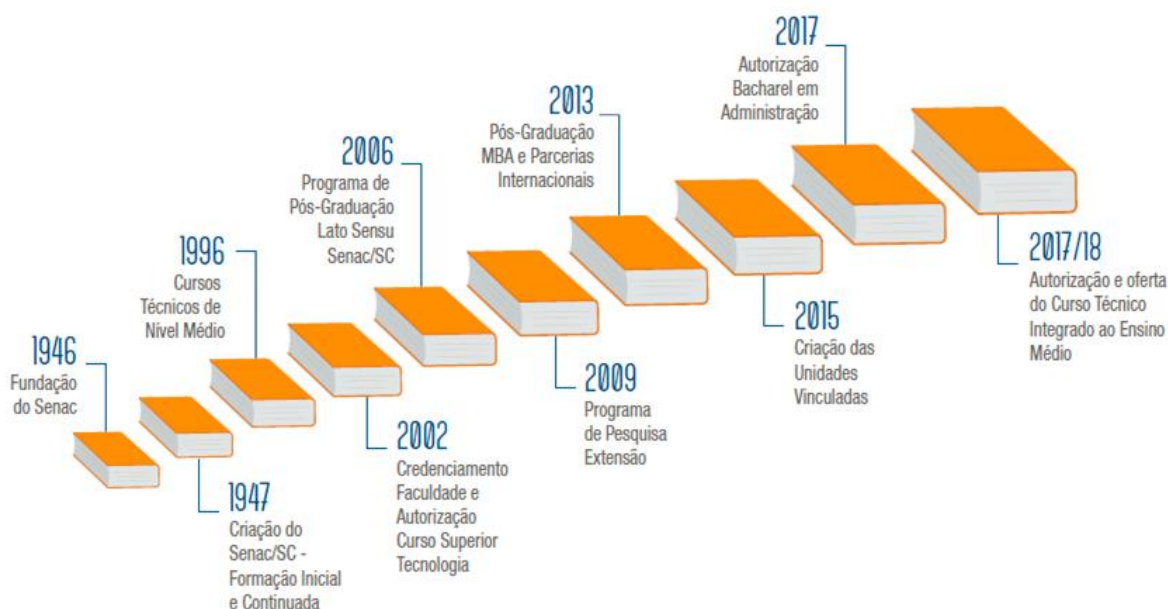 1946
Fundação
do Senac
1947
Criação do
Senac/SC -
Formação Inicial
e Continuada
1996
Cursos
Técnicos de
Nível Médio
2002
Credenciamento
Faculdade e
Autorização
Curso Superior
Tecnologia
2006
Programa de
Pós-Graduação
Lato Sensu
Senac/SC
2009
Programa
de Pesquisa
Extensão
2013
Pós-Graduação
MBA e Parcerias
Internacionais
2015
Criação das
Unidades
Vinculadas
2017
Autorização
Bacharel em
Administração
2017/18
Autorização e oferta
do Curso Técnico
Integrado ao Ensino
Médio